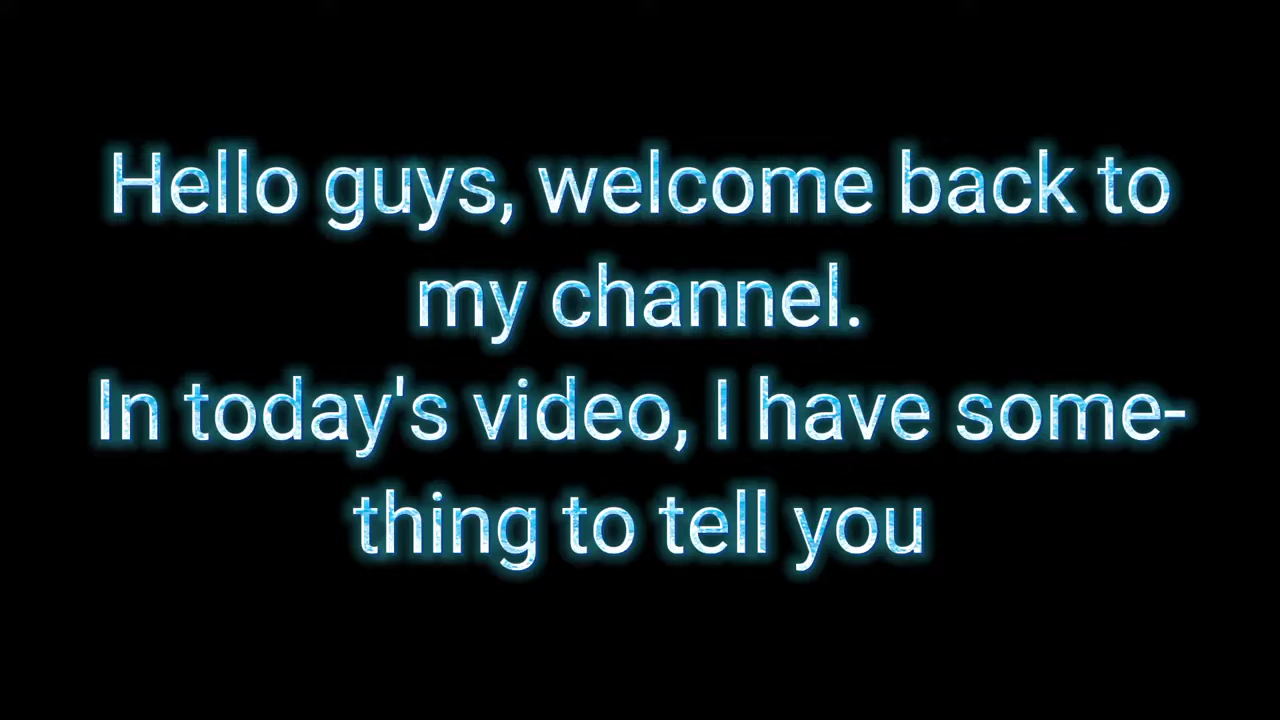 Hello guys, welcome back to
my channel.
In today's video, I have some-
thing to tell you